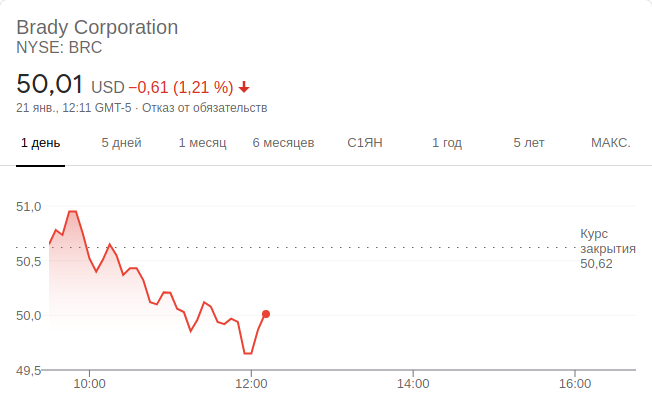 Brady Corporation
NYSE: BRC
50,01 USD −0,61 (1,21 %)
21 янв., 12:11 GMT-5 · Отказ от обязательств
1 день 5 дней 1 месяц 6 месяцев С1ЯН 1 год 5 лет МАКС.
51,0
Курс
закрытия
50,62
50,5
50,0
49,5
10:00 12:00 14:00 16:00